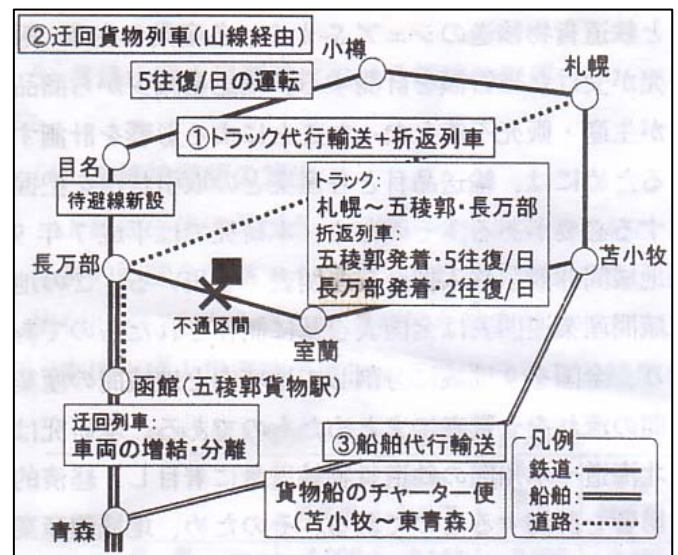 ②迂回貨物列車(山線経由)
小樽
札幌
5往復/日の運転
①トラック代行輸送+折返列車
目名
待避線新設
トラック:
札幌~五稜郭・長万部
折返列車:
五稜郭発着・5往復/日
長万部発着・2往復/日
長万部
苫小牧
不通区間
室蘭
函館(五稜郭貨物駅)
迂回列車:
車両の増結・分離
③船舶代行輸送
貨物船のチャーター便
(苫小牧~東青森)
青森
凡例
鉄道:
船舶:
道路: